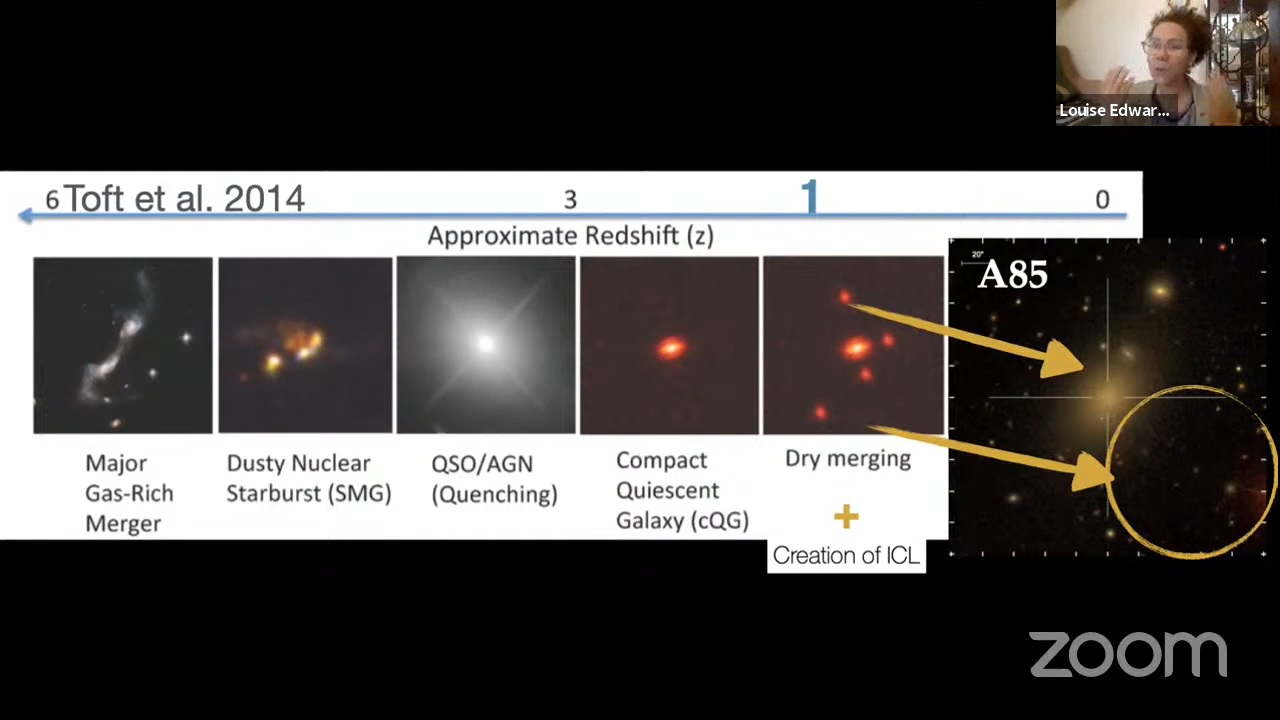 Louise Edwar...
6 Toft et al. 2014 3 1 0
Approximate Redshift (z)
20"
A85
Major
Gas-Rich
Merger
Dusty Nuclear
Starburst (SMG)
QSO/AGN
(Quenching)
Compact
Quiescent
Galaxy (cQG)
Dry merging
+
Creation of ICL
zoom